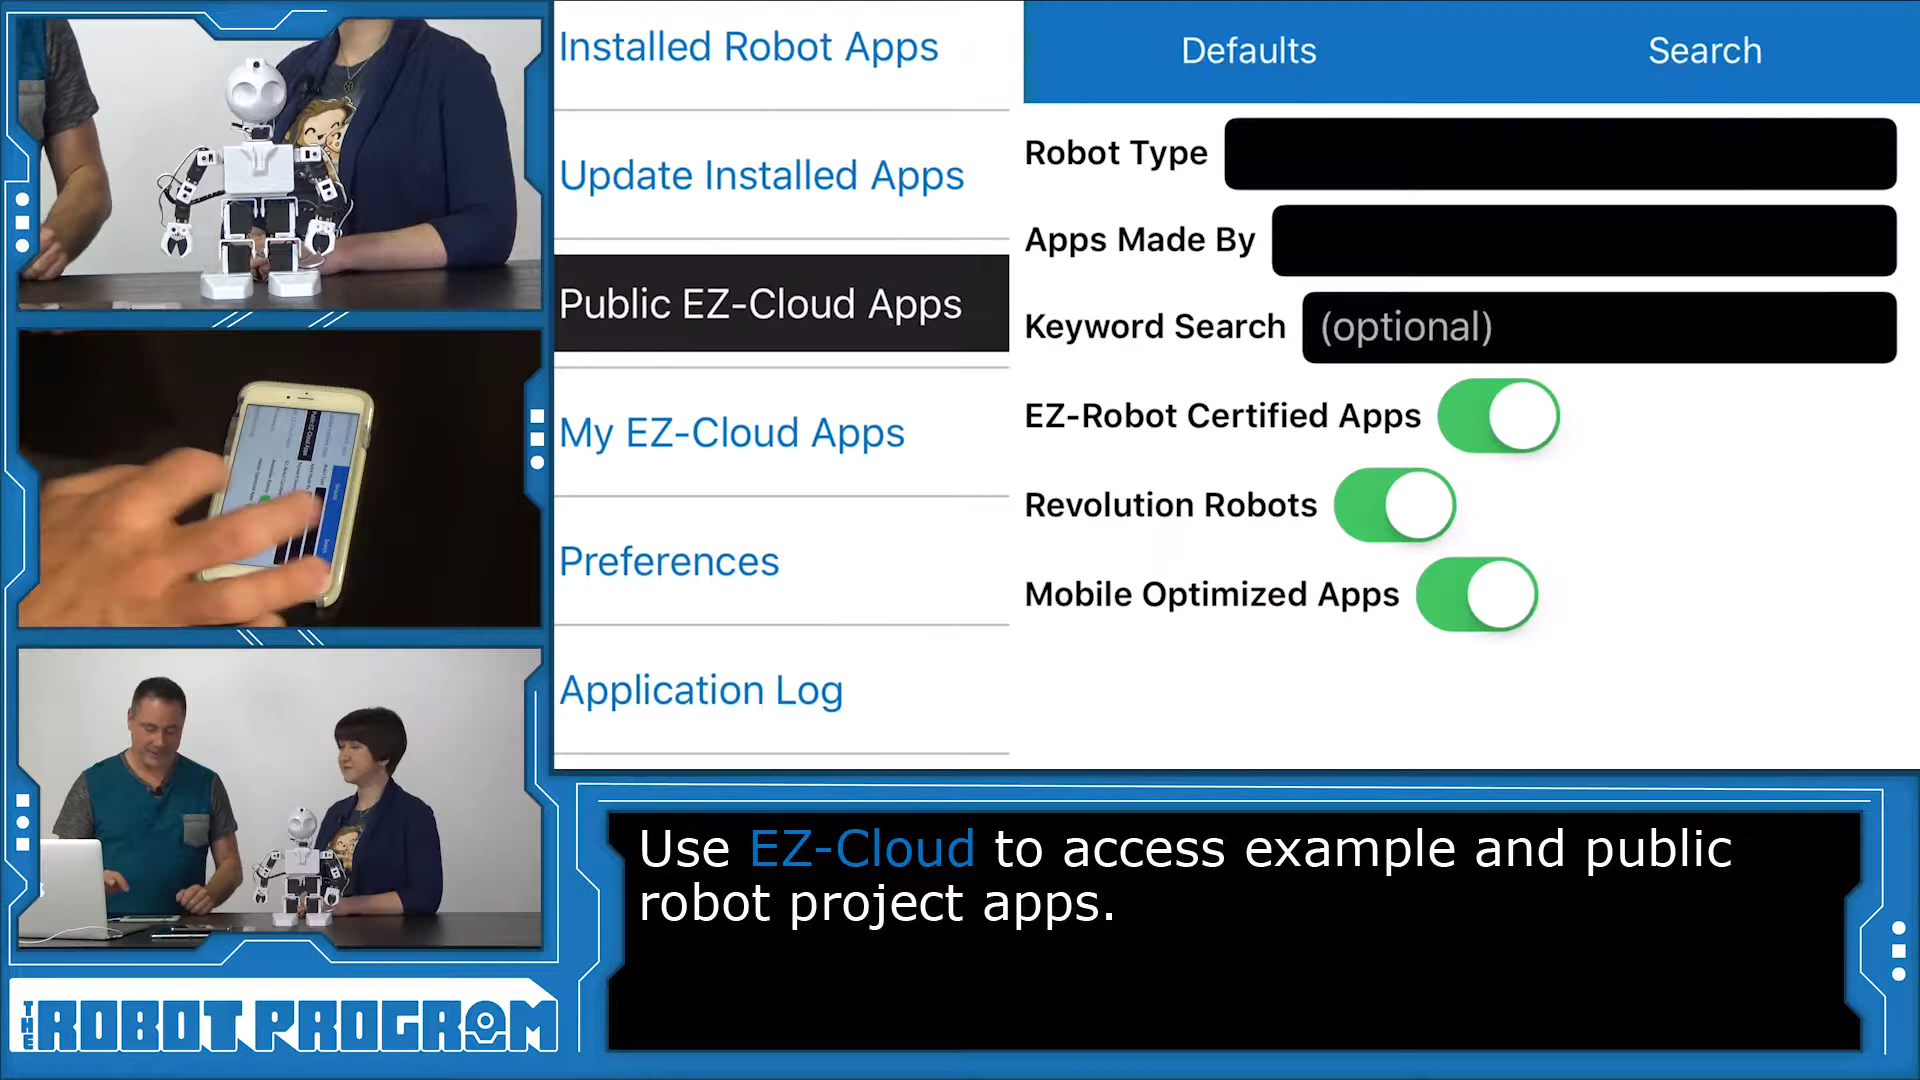 Installed Robot Apps
Update Installed Apps
Public EZ-Cloud Apps
My EZ-Cloud Apps
Preferences
Application Log
Defaults
Search
Robot Type
Apps Made By
Keyword Search (optional)
EZ-Robot Certified Apps
Revolution Robots
Mobile Optimized Apps
Use EZ-Cloud to access example and public
robot project apps.
THE ROBOT PROGRAM